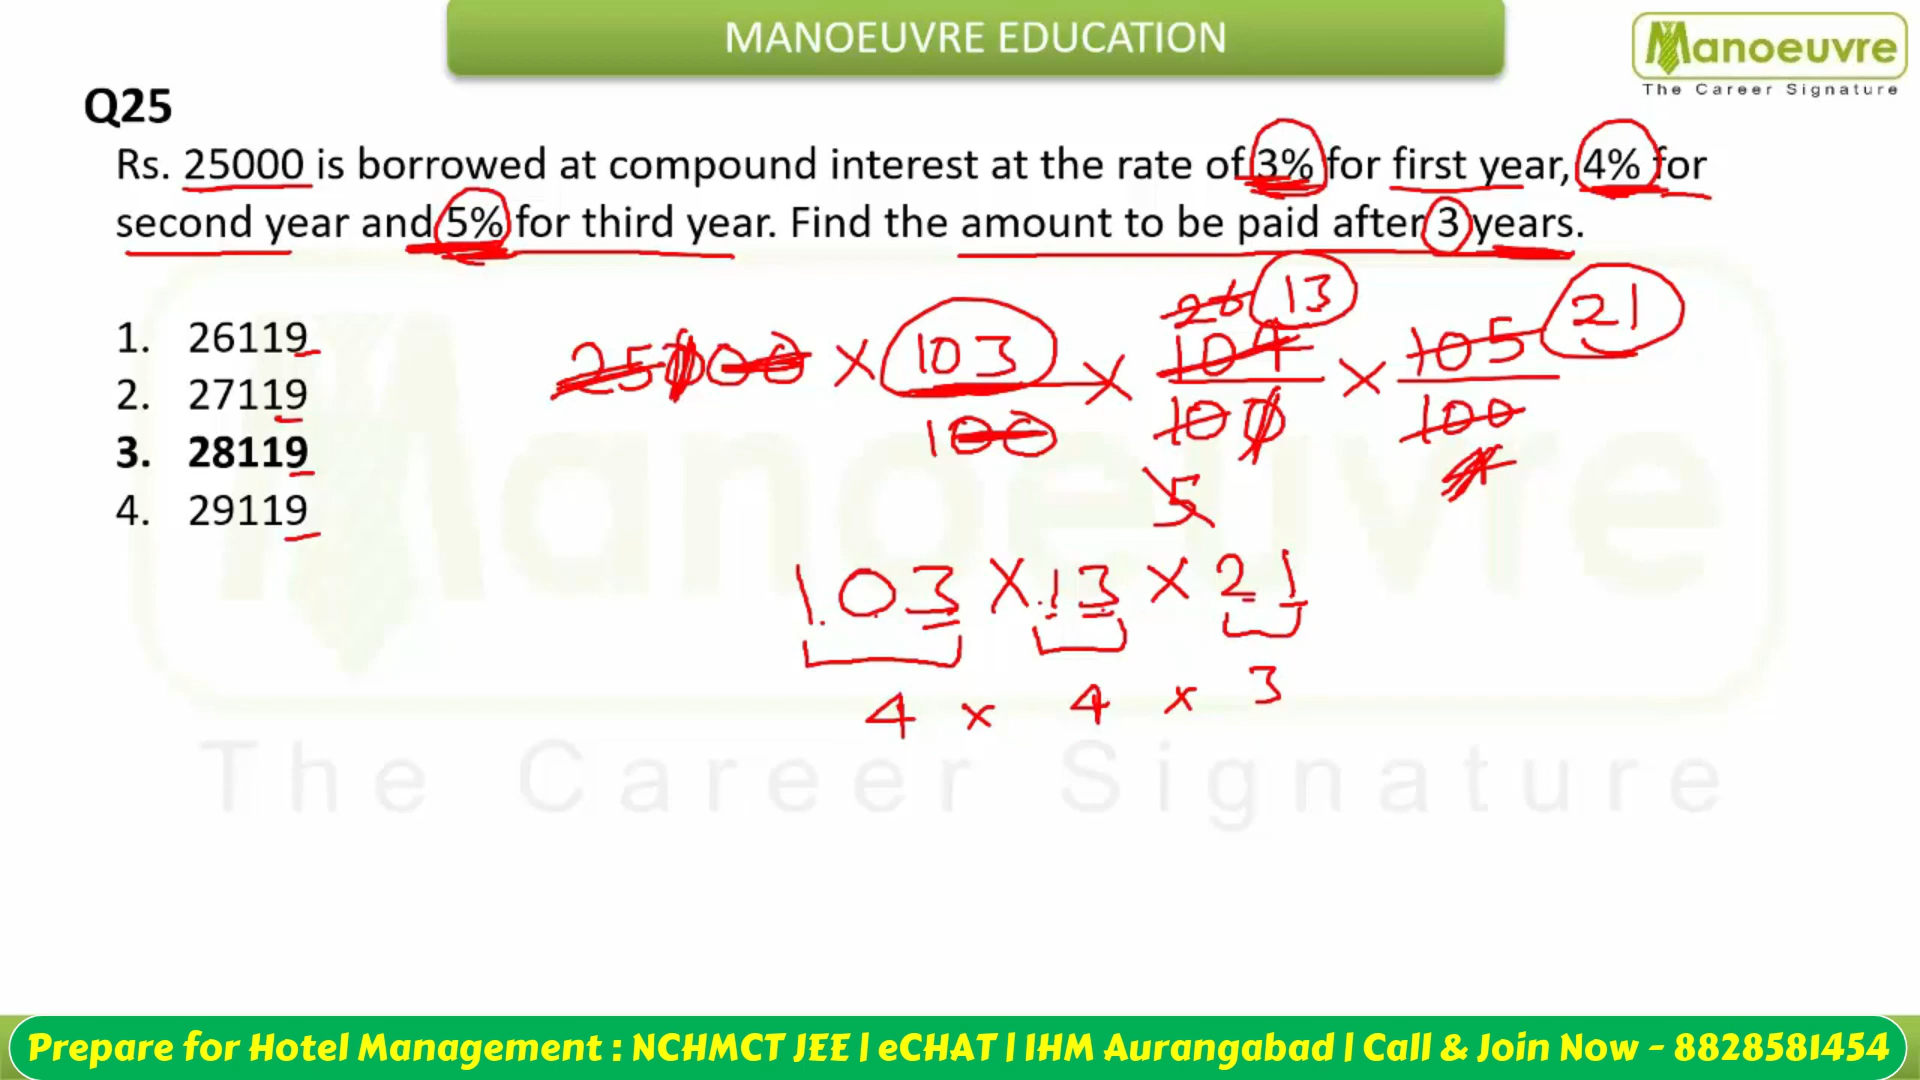 MANOEUVRE EDUCATION
Manoeuvre
The Career Signature
Q25
Rs. 25000 is borrowed at compound interest at the rate of 3% for first year, 4% for
second year and 5% for third year. Find the amount to be paid after 3 years.
1. 26119
2. 27119
3. 28119
4. 29119
26 13 21
25000 × 103 × 104 × 105
100 100 100
5 4
103 × 13 × 21
4 × 4 × 3
Manoeuvre
The Career Signature
Prepare for Hotel Management : NCHMCT JEE | eCHAT | IHM Aurangabad | Call & Join Now - 8828581454